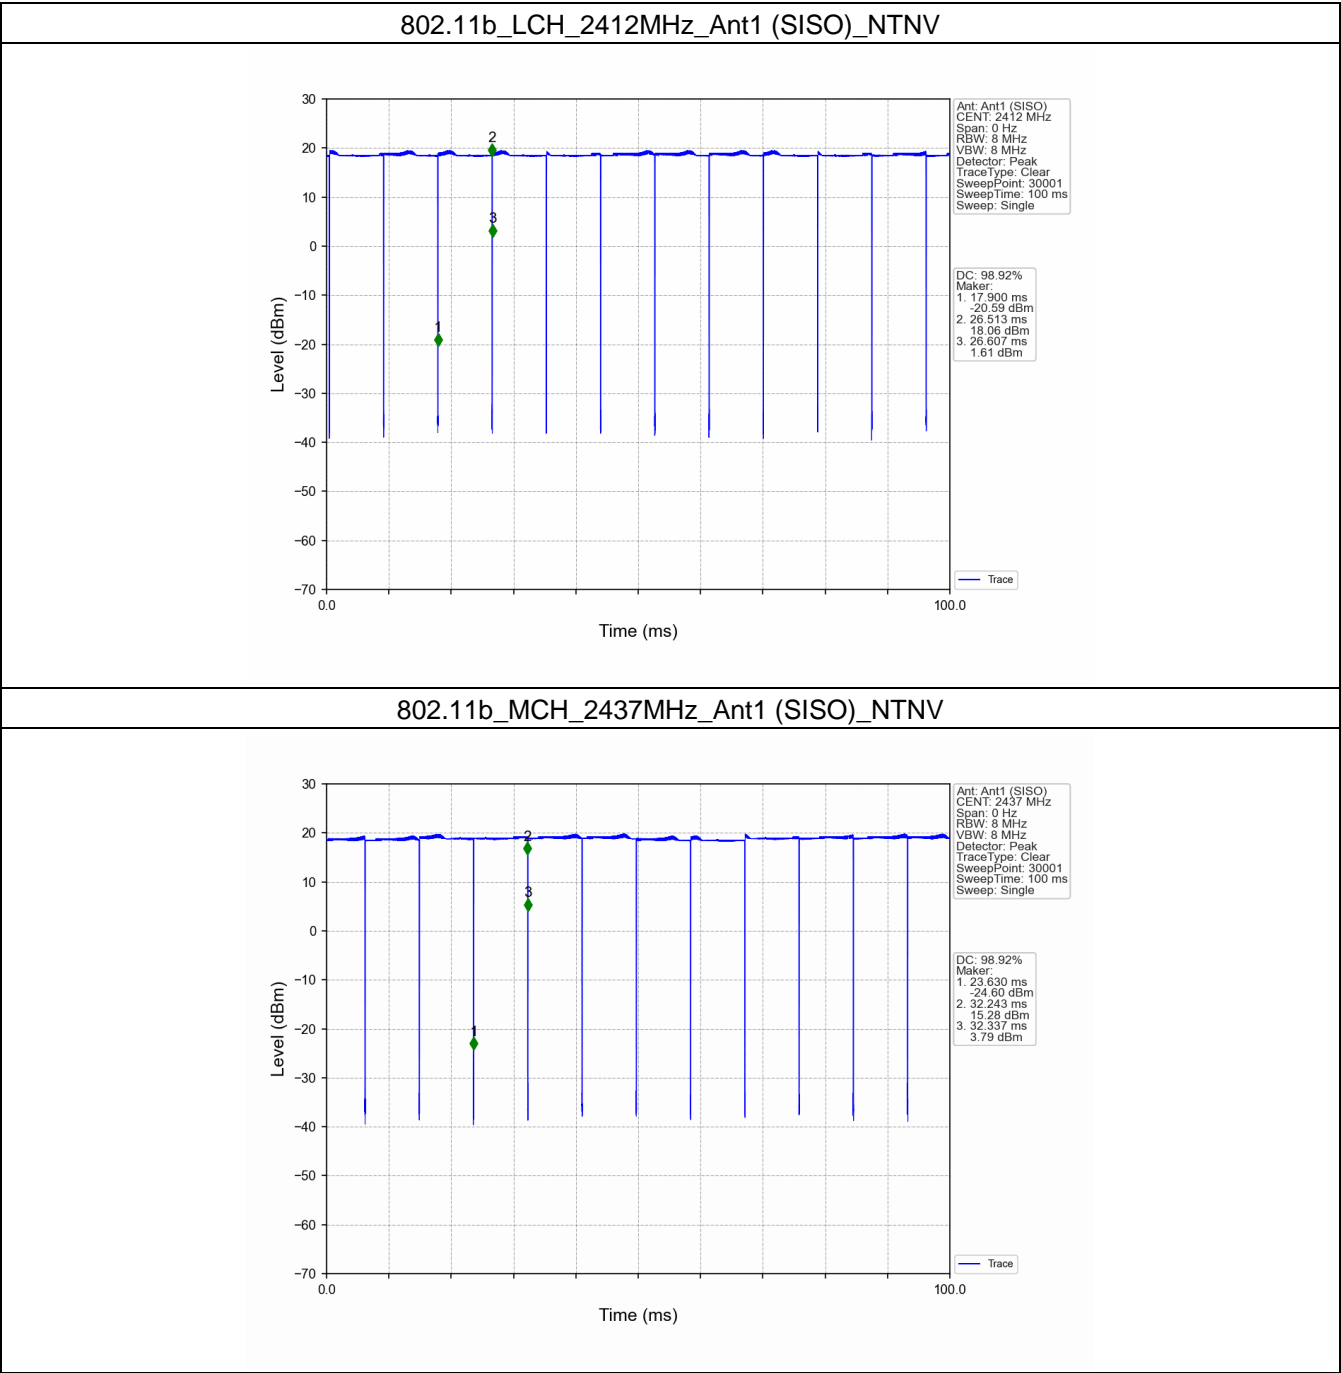 802.11b_LCH_2412MHz_Ant1 (SISO)_NTNV
30
20
10
0
−10
−20
−30
−40
−50
−60
−70
Level (dBm)
1
2
3
0.0
100.0
Time (ms)
Ant: Ant1 (SISO)
CENT: 2412 MHz
Span: 0 Hz
RBW: 8 MHz
VBW: 8 MHz
Detector: Peak
TraceType: Clear
SweepPoint: 30001
SweepTime: 100 ms
Sweep: Single
DC: 98.92%
Maker:
1. 17.900 ms
-20.59 dBm
2. 26.513 ms
18.06 dBm
3. 26.607 ms
1.61 dBm
Trace
802.11b_MCH_2437MHz_Ant1 (SISO)_NTNV
30
20
10
0
−10
−20
−30
−40
−50
−60
−70
Level (dBm)
1
2
3
0.0
100.0
Time (ms)
Ant: Ant1 (SISO)
CENT: 2437 MHz
Span: 0 Hz
RBW: 8 MHz
VBW: 8 MHz
Detector: Peak
TraceType: Clear
SweepPoint: 30001
SweepTime: 100 ms
Sweep: Single
DC: 98.92%
Maker:
1. 23.630 ms
-24.60 dBm
2. 32.243 ms
15.28 dBm
3. 32.337 ms
3.79 dBm
Trace